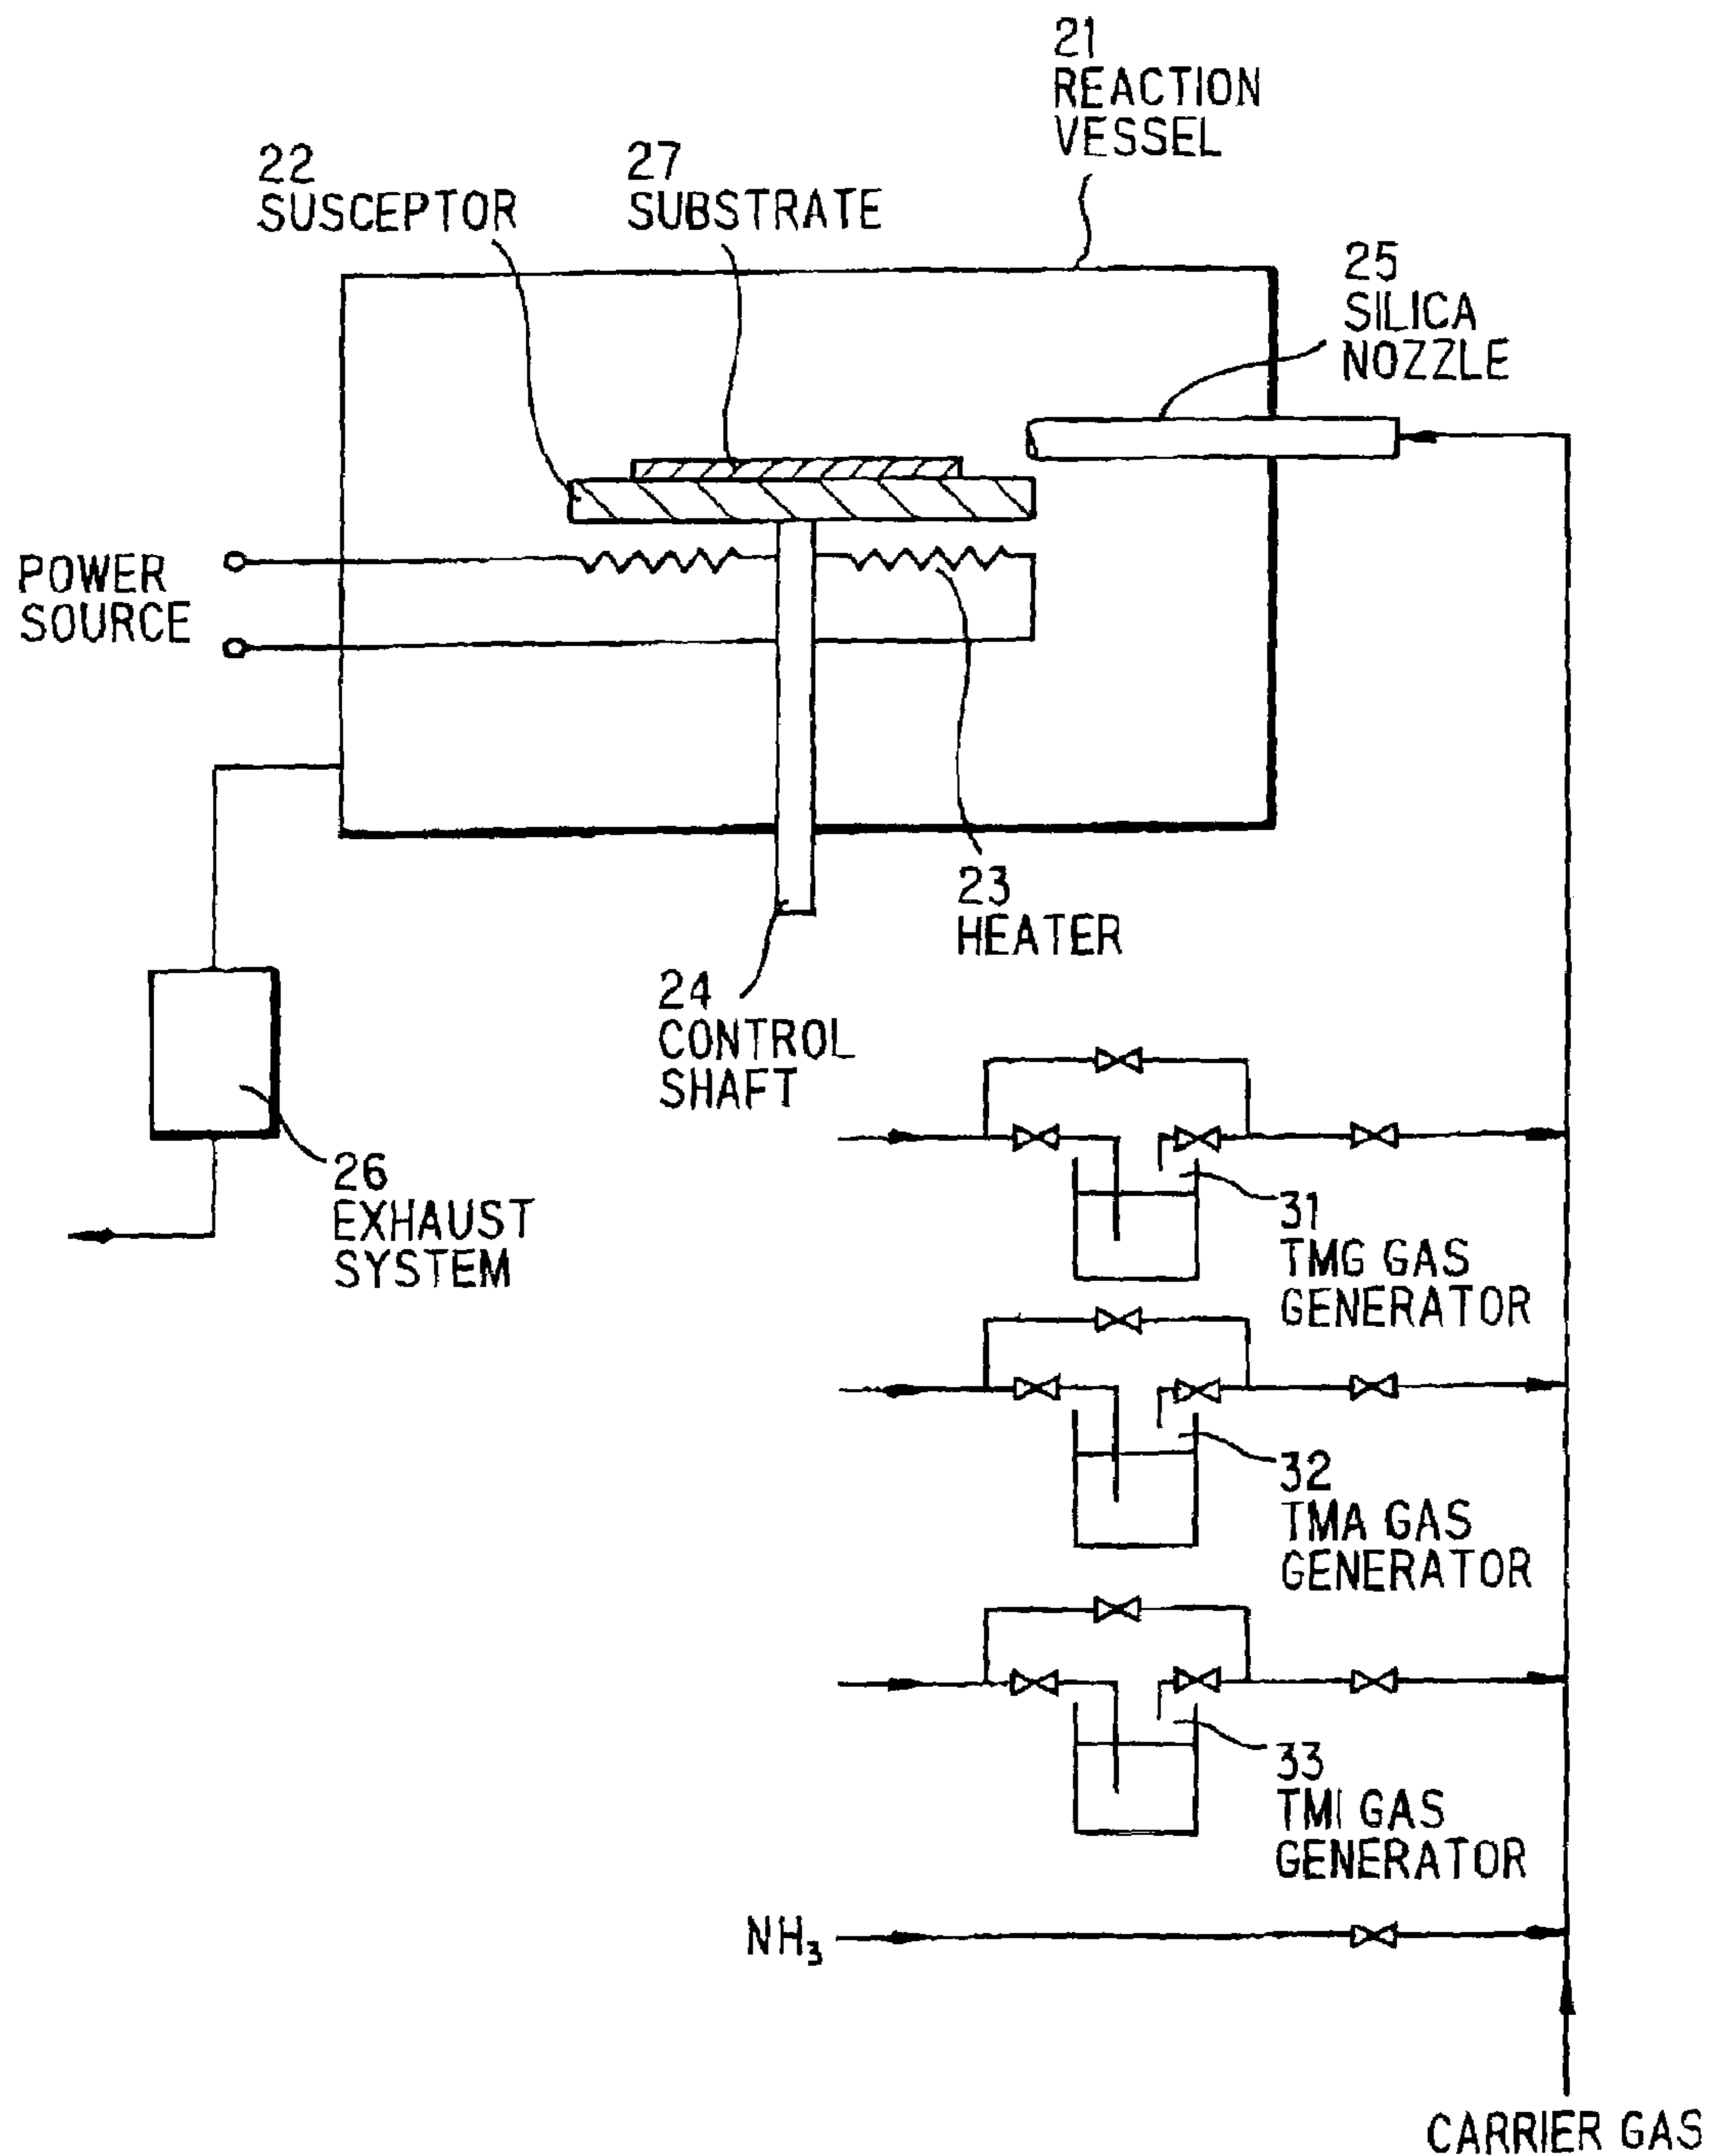 21
REACTION
VESSEL
22
SUSCEPTOR
27
SUBSTRATE
25
SILICA
NOZZLE
POWER
SOURCE
23
HEATER
24
CONTROL
SHAFT
26
EXHAUST
SYSTEM
31
TMG GAS
GENERATOR
32
TMA GAS
GENERATOR
33
TMI GAS
GENERATOR
NH₃
CARRIER GAS